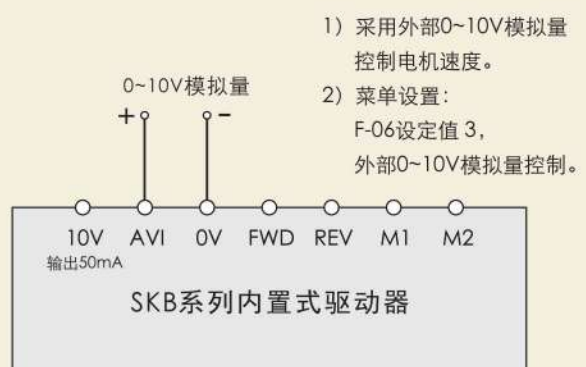 1）采用外部0~10V模拟量
控制电机速度。
2）菜单设置：
F-06设定值 3，
外部0~10V模拟量控制。
0~10V模拟量
+ −
10V AVI 0V FWD REV M1 M2
输出50mA
SKB系列内置式驱动器